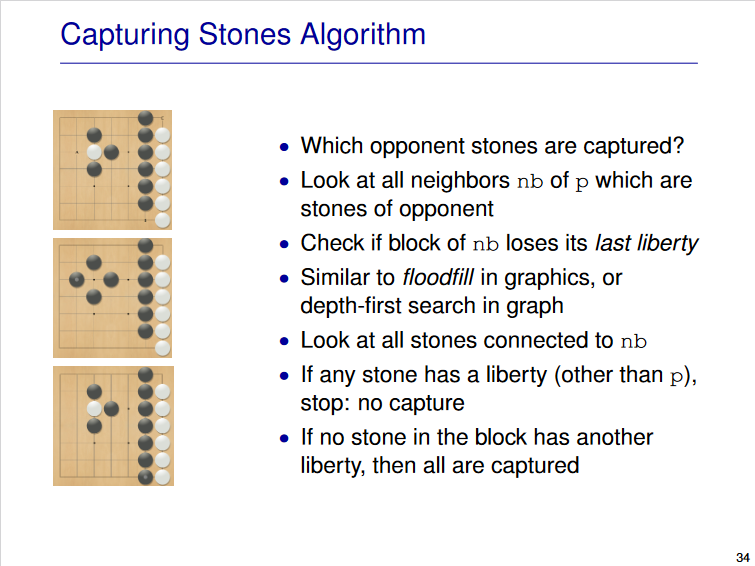 Capturing Stones Algorithm
• Which opponent stones are captured?
• Look at all neighbors nb of p which are
stones of opponent
• Check if block of nb loses its last liberty
• Similar to floodfill in graphics, or
depth-first search in graph
• Look at all stones connected to nb
• If any stone has a liberty (other than p),
stop: no capture
• If no stone in the block has another
liberty, then all are captured
34